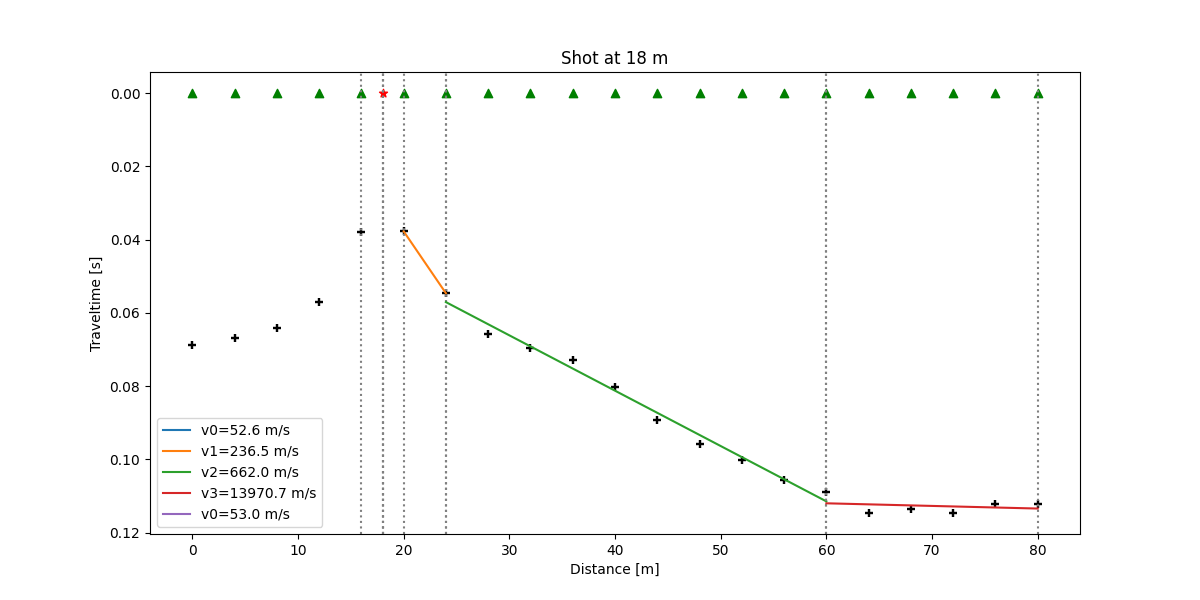 Shot at 18 m
0.00
0.02
0.04
0.06
0.08
0.10
0.12
Traveltime [s]
v0=52.6 m/s
v1=236.5 m/s
v2=662.0 m/s
v3=13970.7 m/s
v0=53.0 m/s
0 10 20 30 40 50 60 70 80
Distance [m]